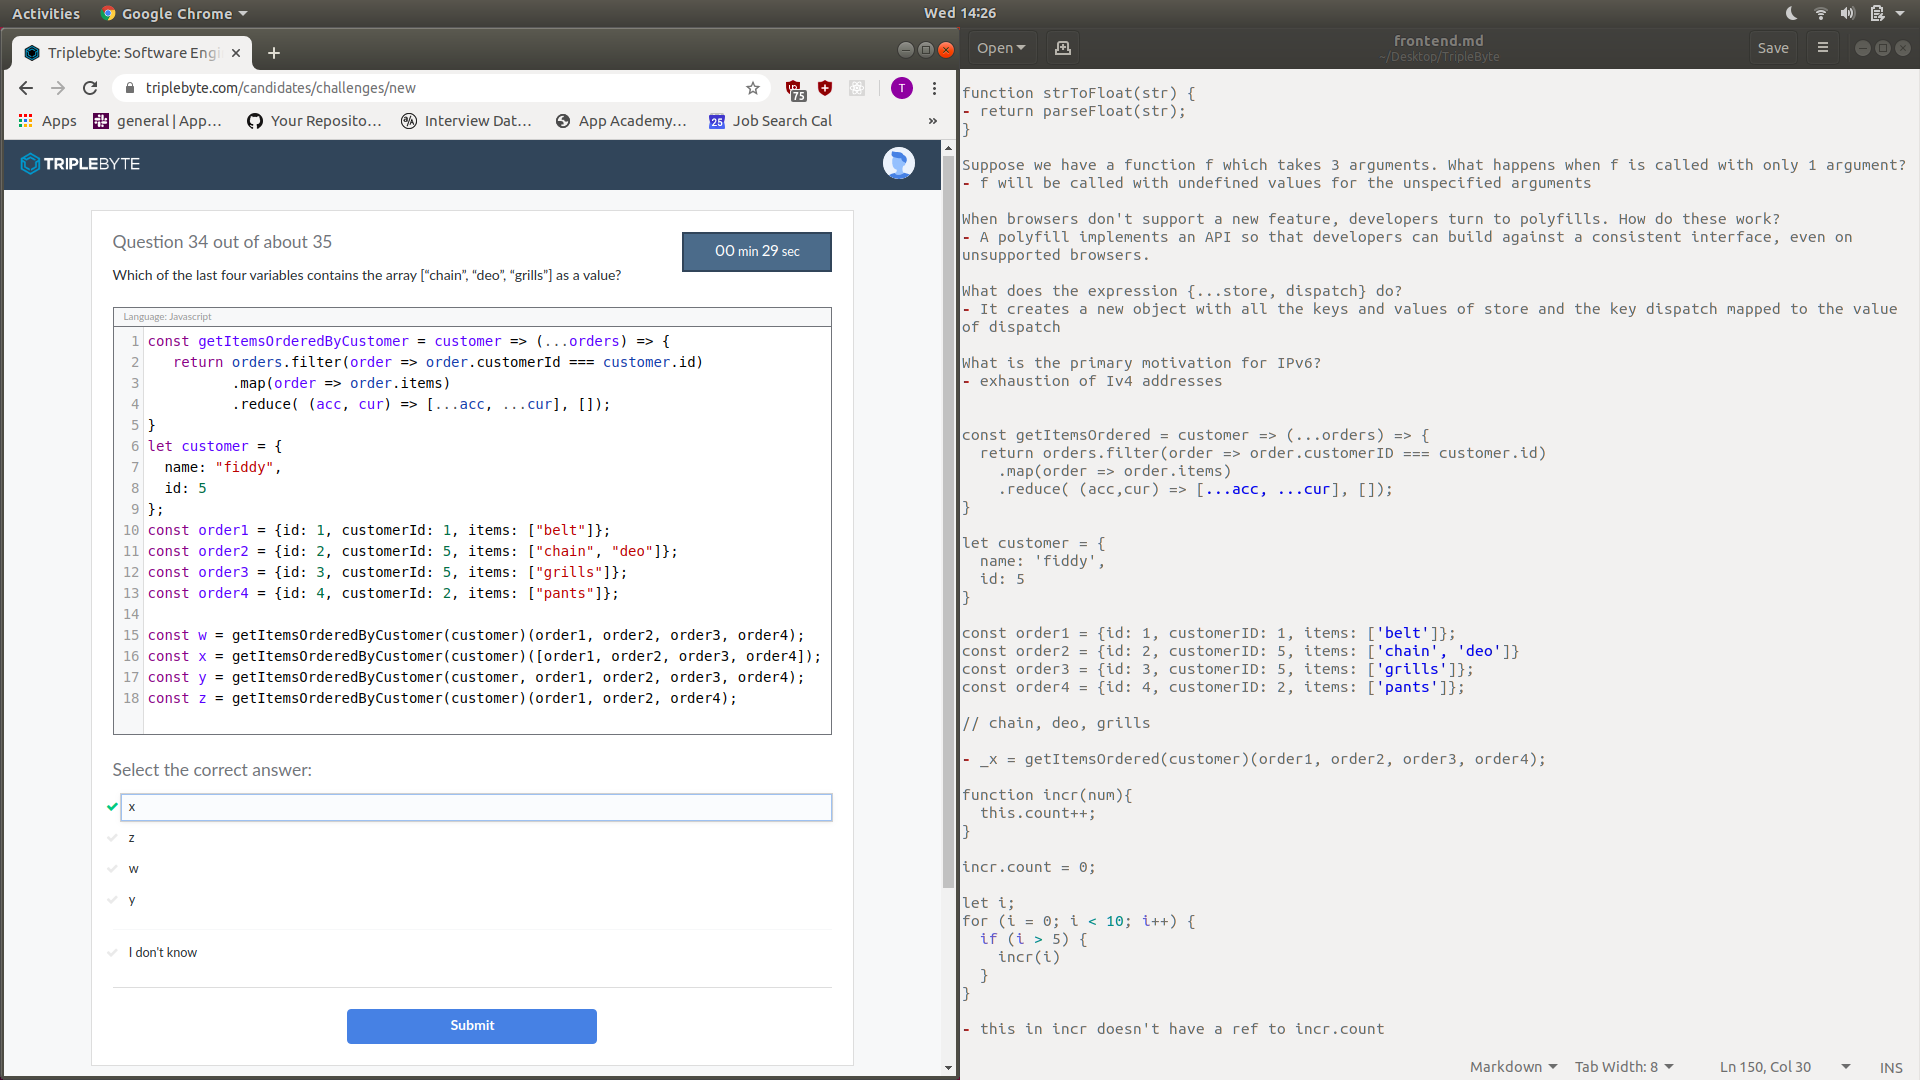 Activities
Google Chrome
Wed 14:26
Triplebyte: Software Engi
triplebyte.com/candidates/challenges/new
75
T
Apps
general | App…
Your Reposito…
Interview Dat…
App Academy,…
Job Search Cal
»
TRIPLEBYTE
Question 34 out of about 35
00 min 29 sec
Which of the last four variables contains the array [“chain”, “deo”, “grills”] as a value?
Language: Javascript
1 const getItemsOrderedByCustomer = customer => (...orders) => {
2 return orders.filter(order => order.customerId === customer.id)
3 .map(order => order.items)
4 .reduce( (acc, cur) => [...acc, ...cur], []);
5 }
6 let customer = {
7 name: "fiddy",
8 id: 5
9 };
10 const order1 = {id: 1, customerId: 1, items: ["belt"]};
11 const order2 = {id: 2, customerId: 5, items: ["chain", "deo"]};
12 const order3 = {id: 3, customerId: 5, items: ["grills"]};
13 const order4 = {id: 4, customerId: 2, items: ["pants"]};
14
15 const w = getItemsOrderedByCustomer(customer)(order1, order2, order3, order4);
16 const x = getItemsOrderedByCustomer(customer)([order1, order2, order3, order4]);
17 const y = getItemsOrderedByCustomer(customer, order1, order2, order3, order4);
18 const z = getItemsOrderedByCustomer(customer)(order1, order2, order4);
Select the correct answer:
x
z
w
y
I don't know
Submit
Open
frontend.md
~/Desktop/TripleByte
Save
function strToFloat(str) {
- return parseFloat(str);
}
Suppose we have a function f which takes 3 arguments. What happens when f is called with only 1 argument?
- f will be called with undefined values for the unspecified arguments
When browsers don't support a new feature, developers turn to polyfills. How do these work?
- A polyfill implements an API so that developers can build against a consistent interface, even on
unsupported browsers.
What does the expression {...store, dispatch} do?
- It creates a new object with all the keys and values of store and the key dispatch mapped to the value
of dispatch
What is the primary motivation for IPv6?
- exhaustion of Iv4 addresses
const getItemsOrdered = customer => (...orders) => {
return orders.filter(order => order.customerID === customer.id)
.map(order => order.items)
.reduce( (acc,cur) => [...acc, ...cur], []);
}
let customer = {
name: 'fiddy',
id: 5
}
const order1 = {id: 1, customerID: 1, items: ['belt']};
const order2 = {id: 2, customerID: 5, items: ['chain', 'deo']}
const order3 = {id: 3, customerID: 5, items: ['grills']};
const order4 = {id: 4, customerID: 2, items: ['pants']};
// chain, deo, grills
- _x = getItemsOrdered(customer)(order1, order2, order3, order4);
function incr(num){
this.count++;
}
incr.count = 0;
let i;
for (i = 0; i < 10; i++) {
if (i > 5) {
incr(i)
}
}
- this in incr doesn't have a ref to incr.count
Markdown
Tab Width: 8
Ln 150, Col 30
INS